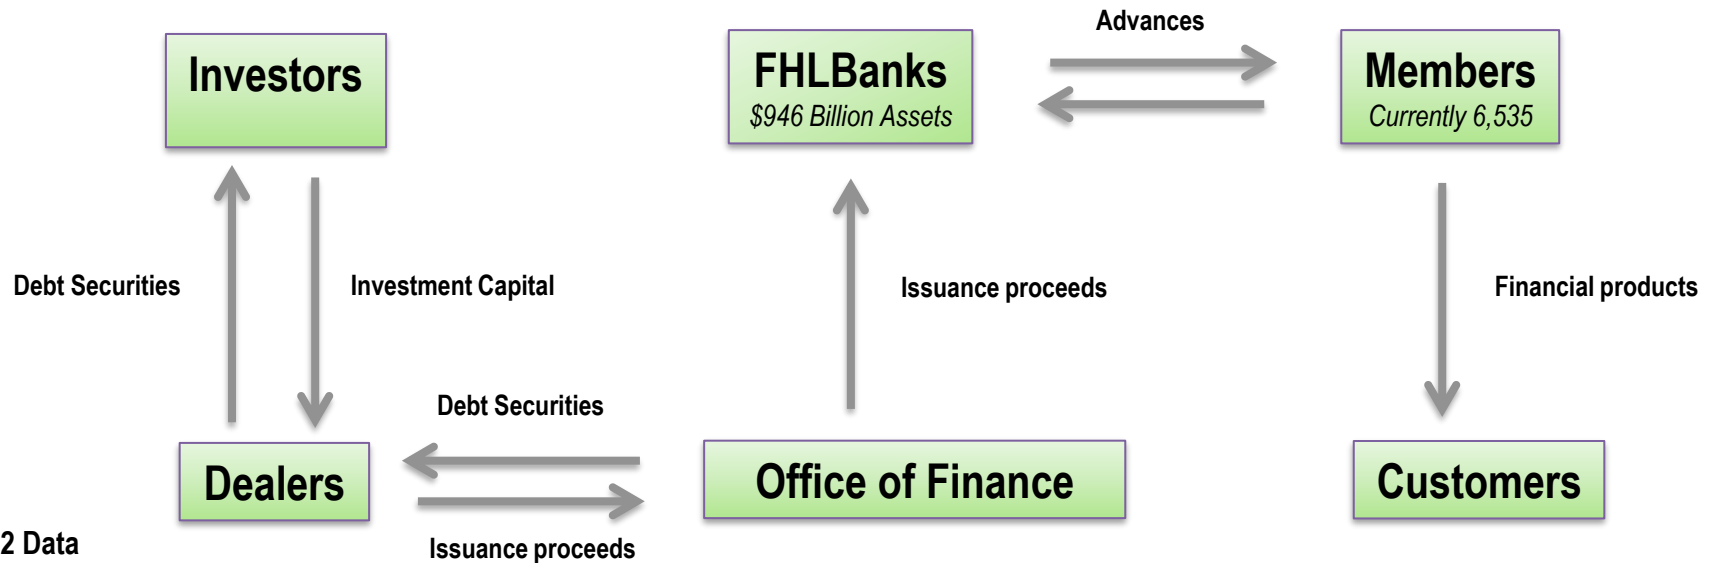 Advances
Investors
FHLBanks
$946 Billion Assets
Members
Currently 6,535
Debt Securities
Investment Capital
Issuance proceeds
Financial products
Debt Securities
Dealers
Office of Finance
Customers
Issuance proceeds
2 Data